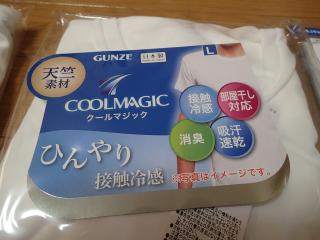 GUNZE 日本製 L
天竺
素材
COOLMAGIC
クールマジック
接触
冷感
部屋干し
対応
消臭
吸汗
速乾
ひんやり
接触冷感
※写真はイメージです。